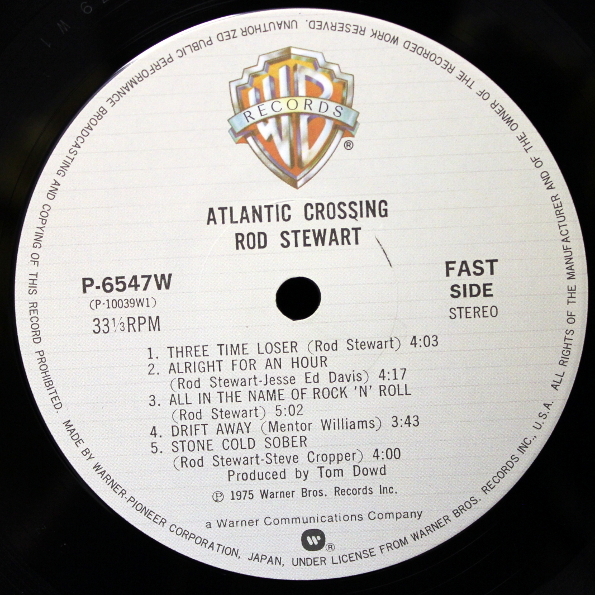 WB
RECORDS
®
ATLANTIC CROSSING
ROD STEWART
P-6547W
(P-10039W1)
33⅓RPM
FAST
SIDE
STEREO
1. THREE TIME LOSER (Rod Stewart) 4:03
2. ALRIGHT FOR AN HOUR
(Rod Stewart-Jesse Ed Davis) 4:17
3. ALL IN THE NAME OF ROCK 'N' ROLL
(Rod Stewart) 5:02
4. DRIFT AWAY (Mentor Williams) 3:43
5. STONE COLD SOBER
(Rod Stewart-Steve Cropper) 4:00
Produced by Tom Dowd
℗ 1975 Warner Bros. Records Inc.
a Warner Communications Company
®
MADE BY WARNER-PIONEER CORPORATION, JAPAN, UNDER LICENSE FROM WARNER BROS. RECORDS INC., U.S.A. ALL RIGHTS OF THE MANUFACTURER AND OF THE OWNER OF THE RECORDED WORK RESERVED. UNAUTHORIZED PUBLIC PERFORMANCE BROADCASTING AND COPYING OF THIS RECORD PROHIBITED.